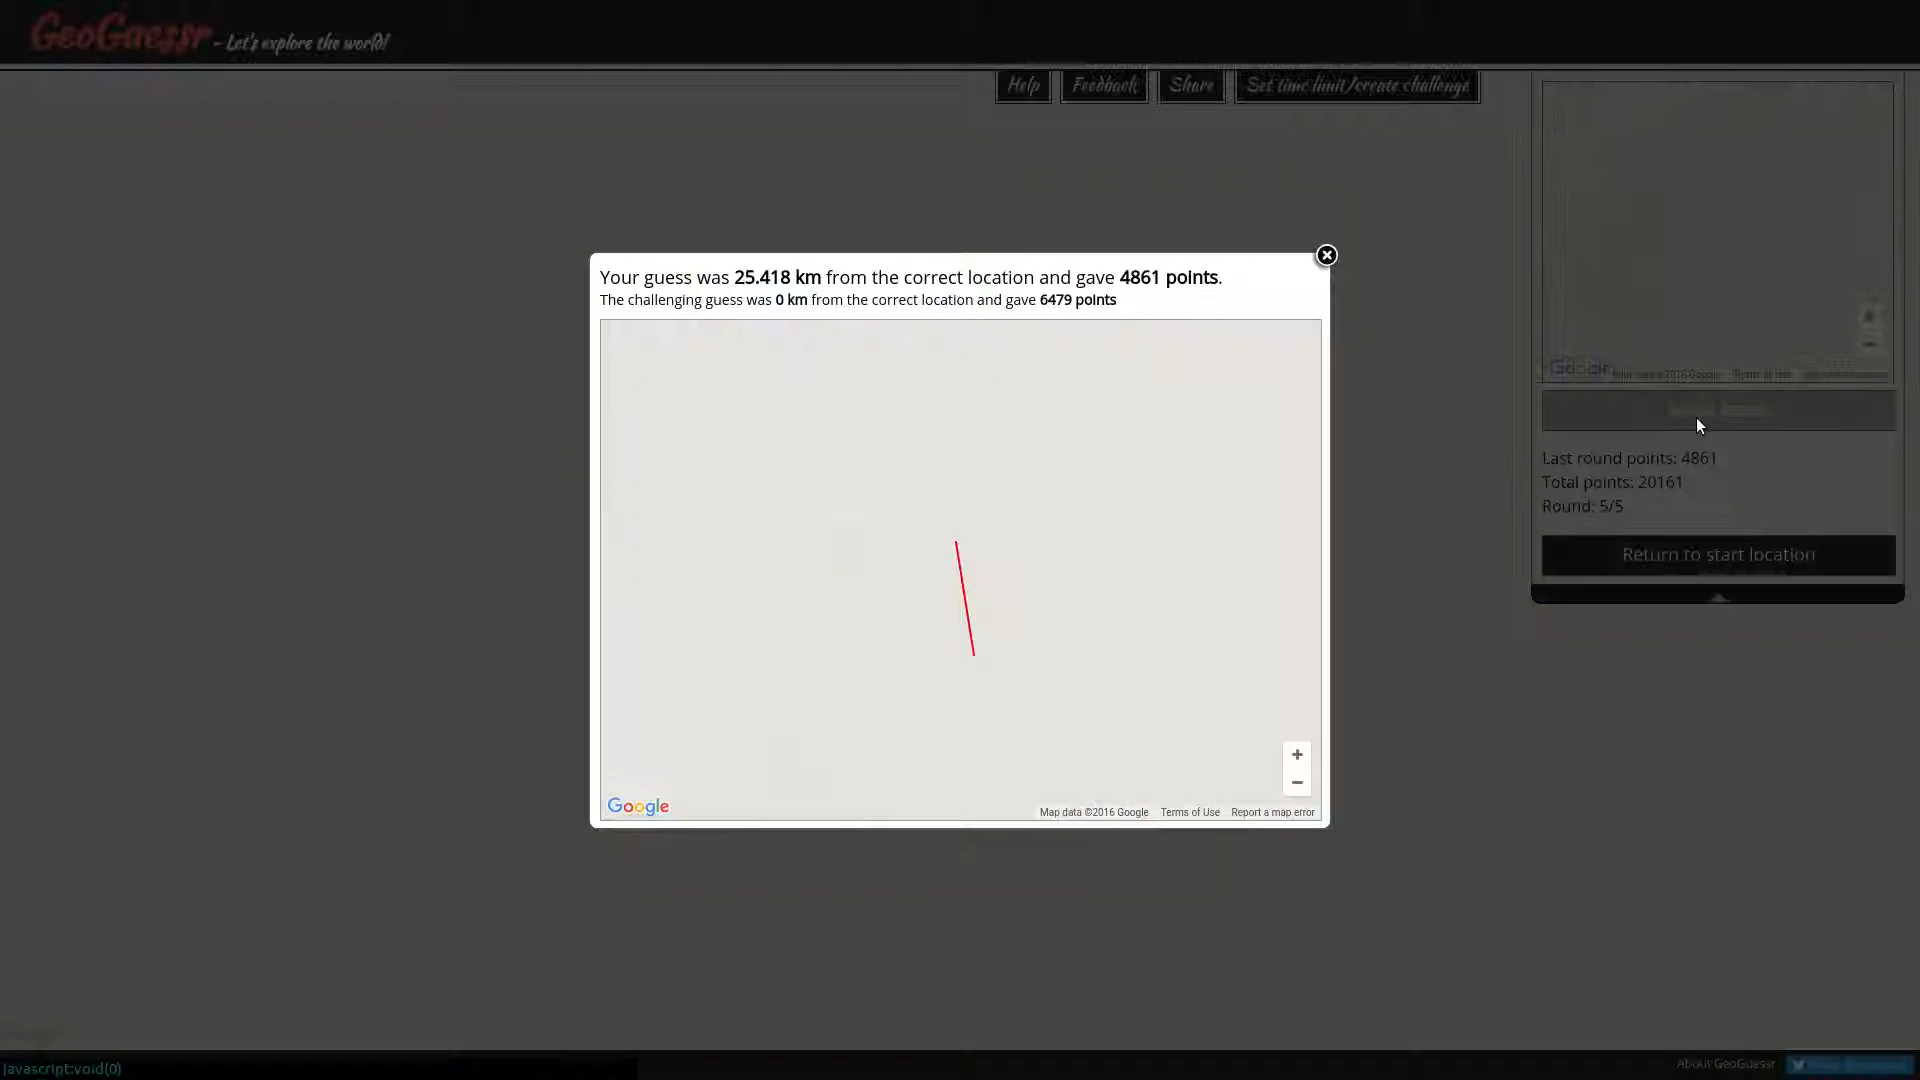 GeoGuessr - Let's explore the world!
Help Feedback Share Set time limit/create challenge
Your guess was 25.418 km from the correct location and gave 4861 points.
The challenging guess was 0 km from the correct location and gave 6479 points
Last round points: 4861
Total points: 20161
Round: 5/5
Return to start location
+
−
Google
Map data ©2016 Google Terms of Use Report a map error
About GeoGuessr
javascript:void(0)